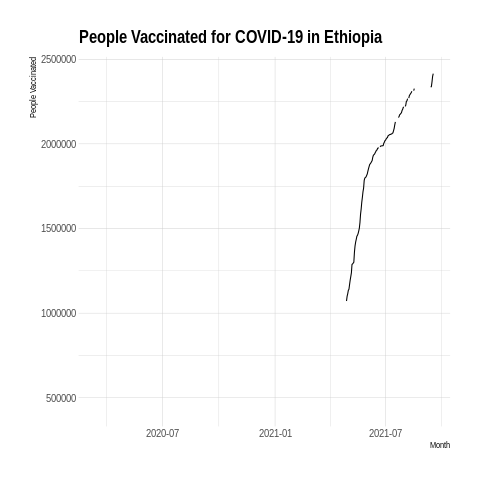 People Vaccinated for COVID-19 in Ethiopia
People Vaccinated
2500000
2000000
1500000
1000000
500000
2020-07 2021-01 2021-07
Month